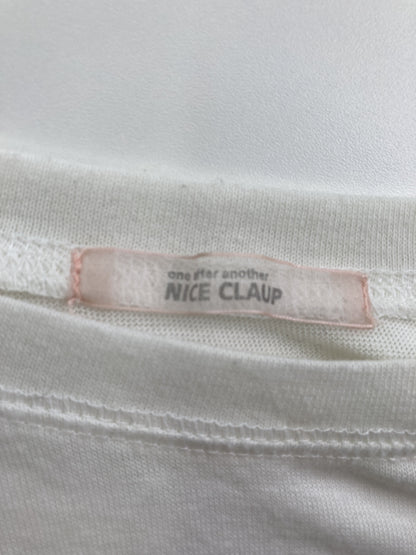 one after another
NICE CLAUP